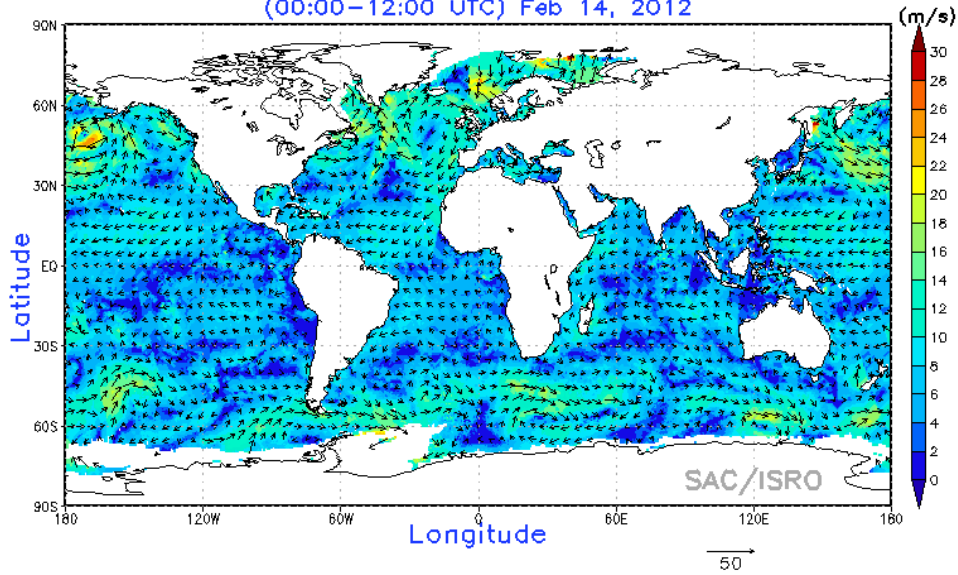 (00:00-12:00 UTC) Feb 14, 2012
(m/s)
90N
60N
30N
EQ
30S
60S
90S
Latitude
180 120W 60W 0 60E 120E 180
Longitude
SAC/ISRO
30
28
26
24
22
20
18
16
14
12
10
8
6
4
2
0
50